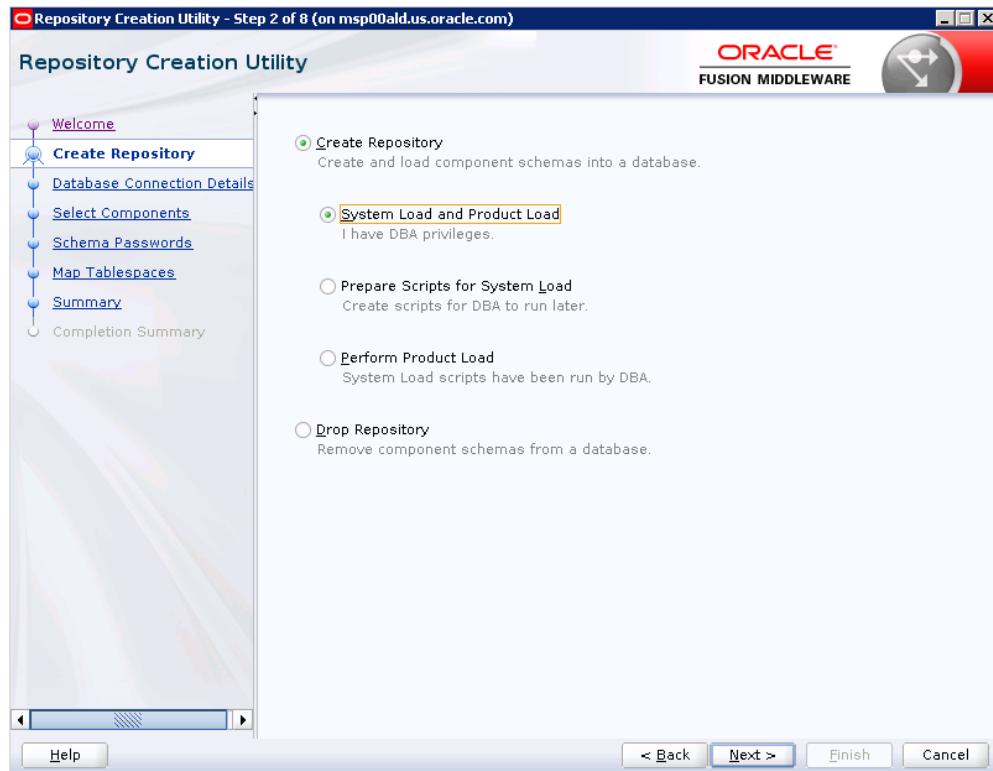 Repository Creation Utility - Step 2 of 8 (on msp00ald.us.oracle.com)
Repository Creation Utility
ORACLE
FUSION MIDDLEWARE
Welcome
Create Repository
Database Connection Details
Select Components
Schema Passwords
Map Tablespaces
Summary
Completion Summary
Create Repository
Create and load component schemas into a database.
System Load and Product Load
I have DBA privileges.
Prepare Scripts for System Load
Create scripts for DBA to run later.
Perform Product Load
System Load scripts have been run by DBA.
Drop Repository
Remove component schemas from a database.
Help
< Back
Next >
Finish
Cancel